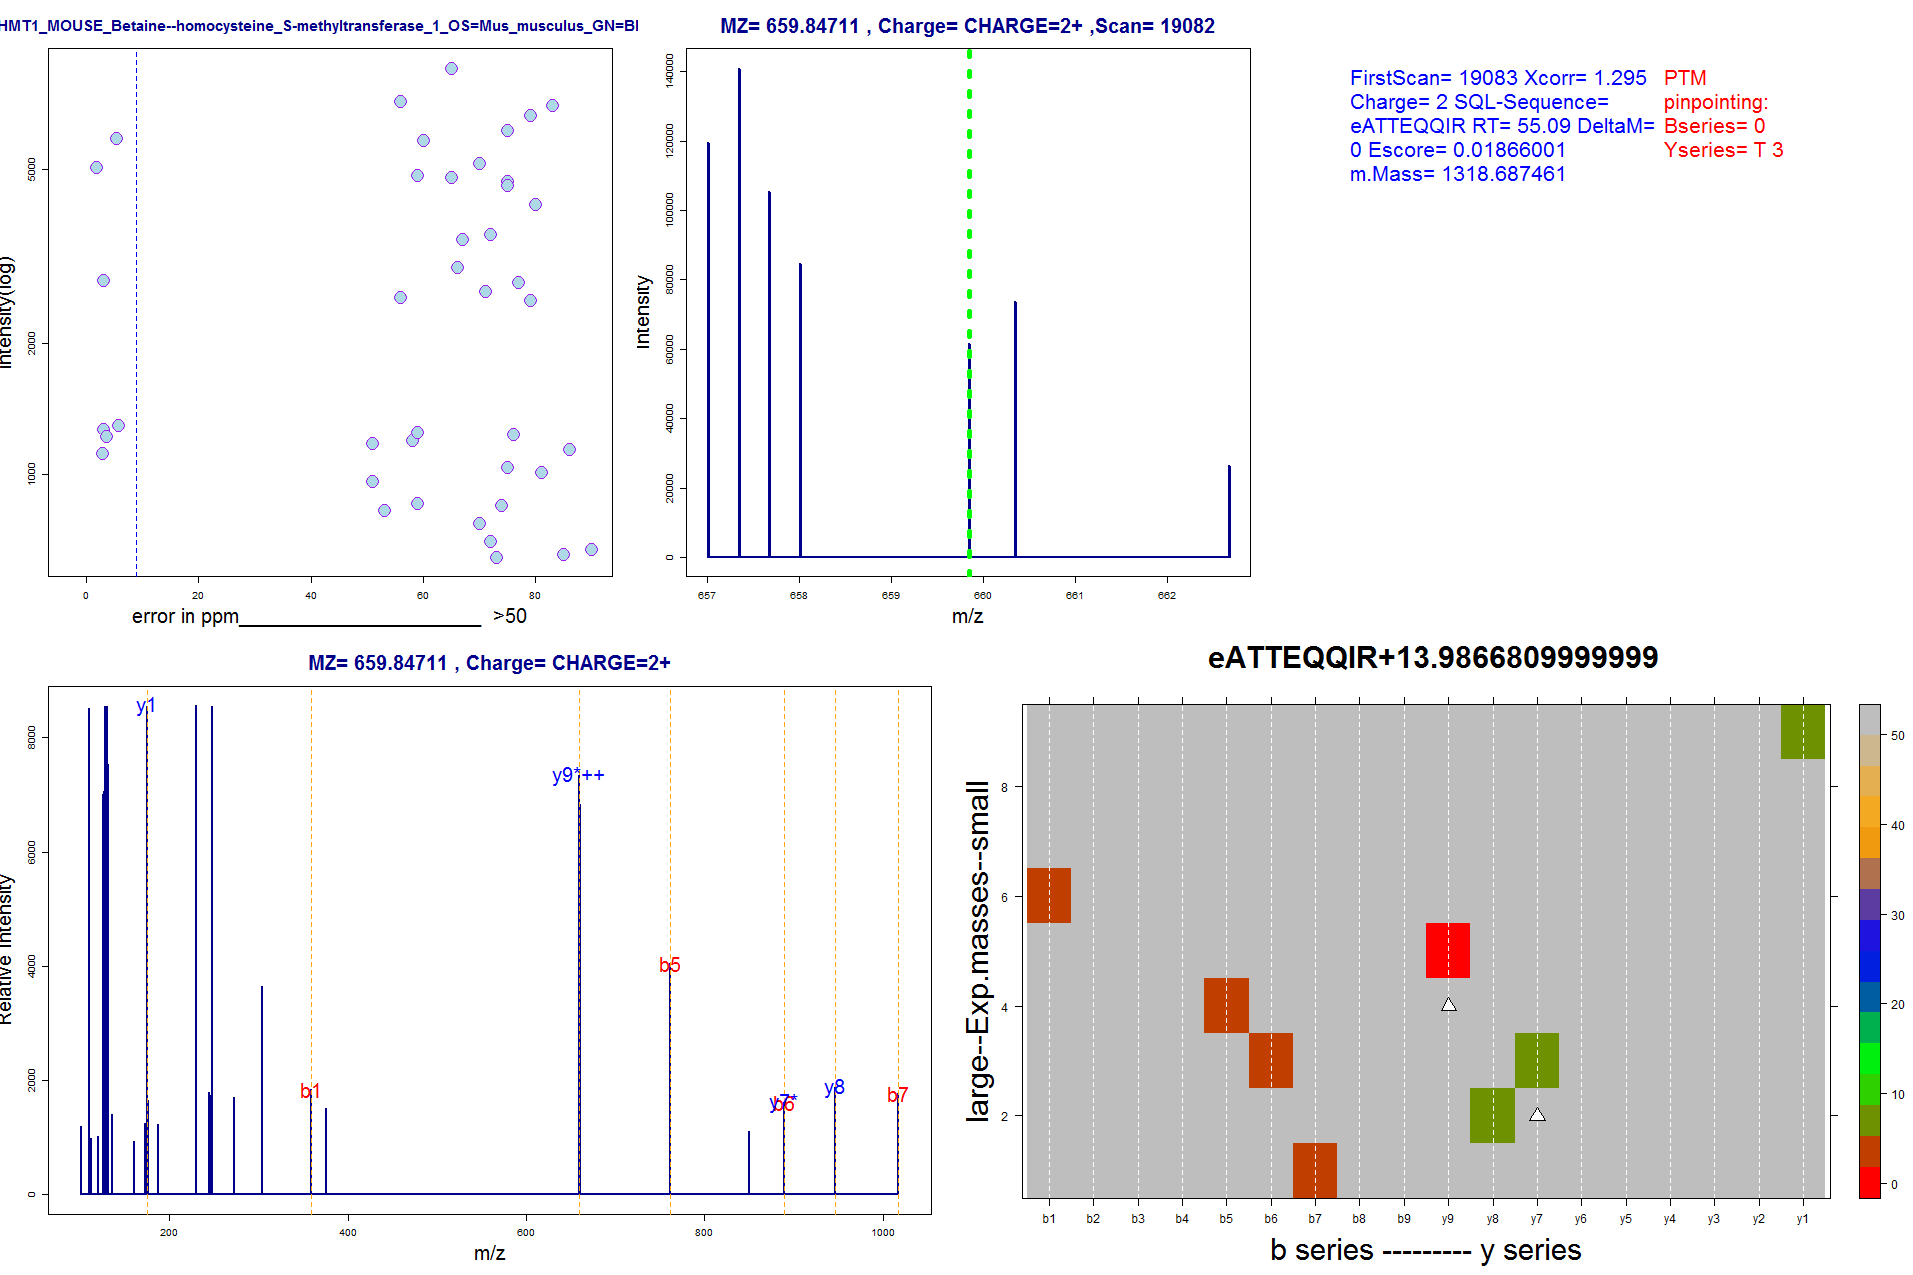 HMT1_MOUSE_Betaine--homocysteine_S-methyltransferase_1_OS=Mus_musculus_GN=Bl
Intensity(log)
5000
2000
1000
0 20 40 60 80
error in ppm______________________ >50
MZ= 659.84711 , Charge= CHARGE=2+ ,Scan= 19082
Intensity
140000
120000
100000
80000
60000
40000
20000
0
657 658 659 660 661 662
m/z
FirstScan= 19083 Xcorr= 1.295
Charge= 2 SQL-Sequence=
eATTEQQIR RT= 55.09 DeltaM=
0 Escore= 0.01866001
m.Mass= 1318.687461
PTM
pinpointing:
Bseries= 0
Yseries= T 3
MZ= 659.84711 , Charge= CHARGE=2+
Relative Intensity
8000
6000
4000
2000
0
y1
y9*++
b5
b1
y7*
b6
y8
b7
200 400 600 800 1000
m/z
eATTEQQIR+13.9866809999999
large--Exp.masses--small
8
6
4
2
b1 b2 b3 b4 b5 b6 b7 b8 b9 y9 y8 y7 y6 y5 y4 y3 y2 y1
b series --------- y series
50
40
30
20
10
0